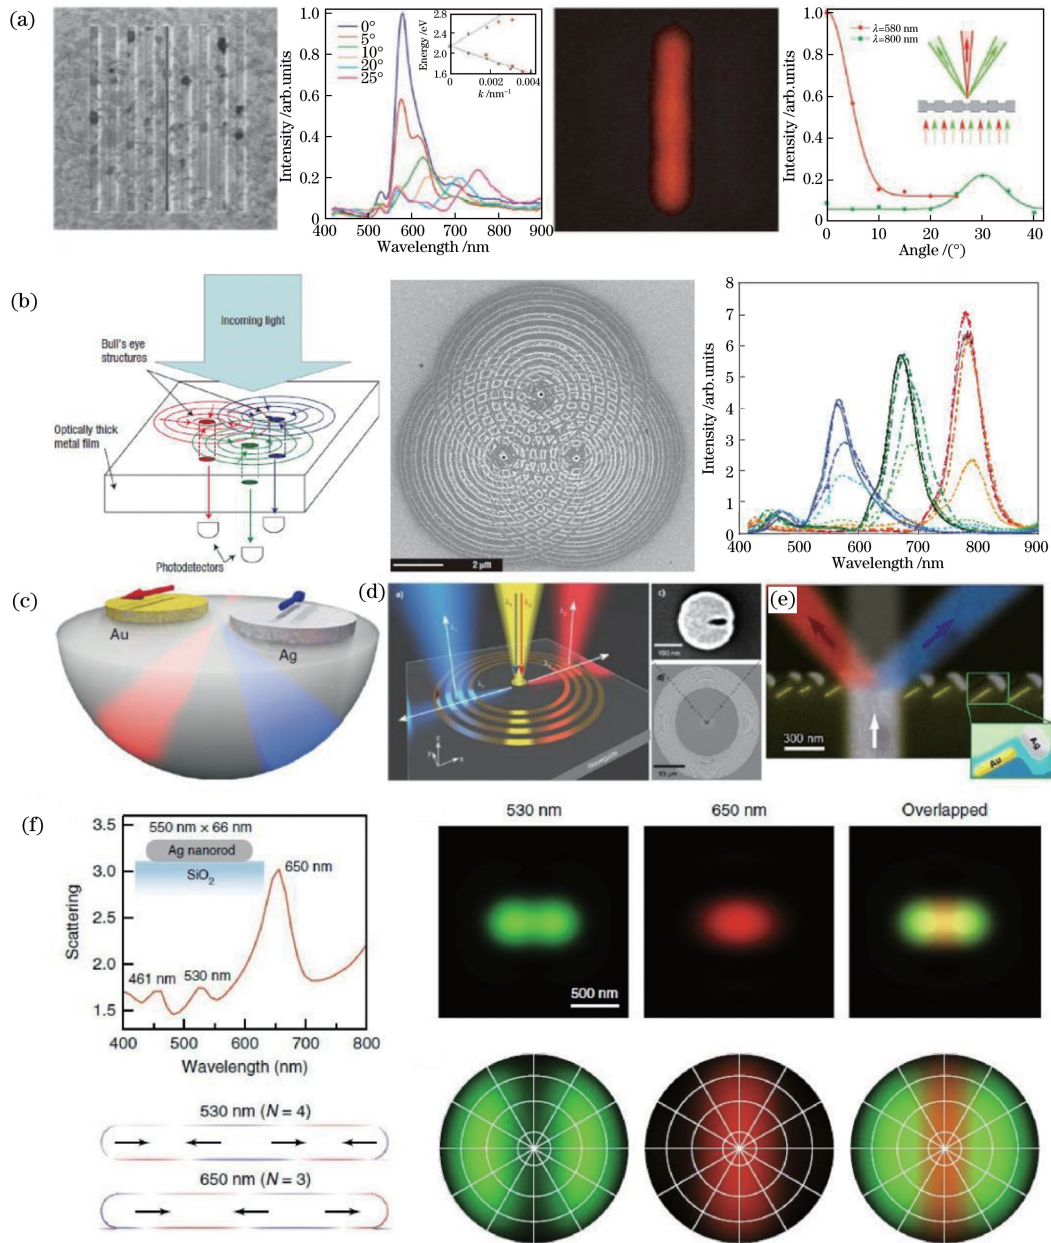 (a)
Intensity /arb.units
1.0
0.8
0.6
0.4
0.2
0
0°
5°
10°
20°
25°
Energy /eV
2.8
2.4
2.0
1.6
0
0.002
0.004
k /nm⁻¹
400 500 600 700 800 900
Wavelength /nm
Intensity /arb.units
1.0
0.8
0.6
0.4
0.2
0
λ=580 nm
λ=800 nm
0 10 20 30 40
Angle /(°)
(b)
Incoming light
Bull's eye
structures
Optically thick
metal film
Photodetectors
2 μm
Intensity /arb.units
8
7
6
5
4
3
2
1
0
400 500 600 700 800 900
Wavelength /nm
(c)
Au
Ag
(d)
a)
λ₁
λ₁
z
y
x
waveguide
c)
150 nm
d)
10 μm
(e)
300 nm
Au
Ag
(f)
Scattering
3.5
3.0
2.5
2.0
1.5
550 nm × 66 nm
Ag nanorod
SiO₂
650 nm
461 nm
530 nm
400 500 600 700 800
Wavelength (nm)
530 nm
650 nm
Overlapped
500 nm
530 nm (N = 4)
650 nm (N = 3)